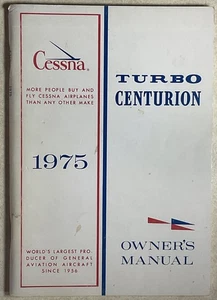 Cessna®
MORE PEOPLE BUY AND
FLY CESSNA AIRPLANES
THAN ANY OTHER MAKE
1975
WORLD'S LARGEST PRO-
DUCER OF GENERAL
AVIATION AIRCRAFT
SINCE 1956
TURBO
CENTURION
OWNER'S
MANUAL